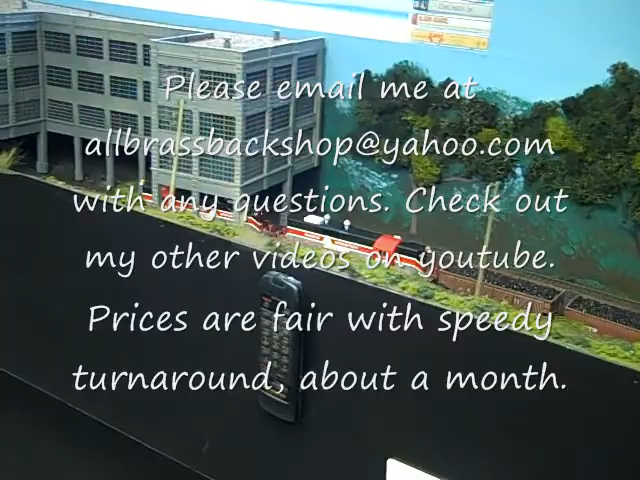 Please email me at
allbrassbackshop@yahoo.com
with any questions. Check out
my other videos on youtube.
Prices are fair with speedy
turnaround, about a month.